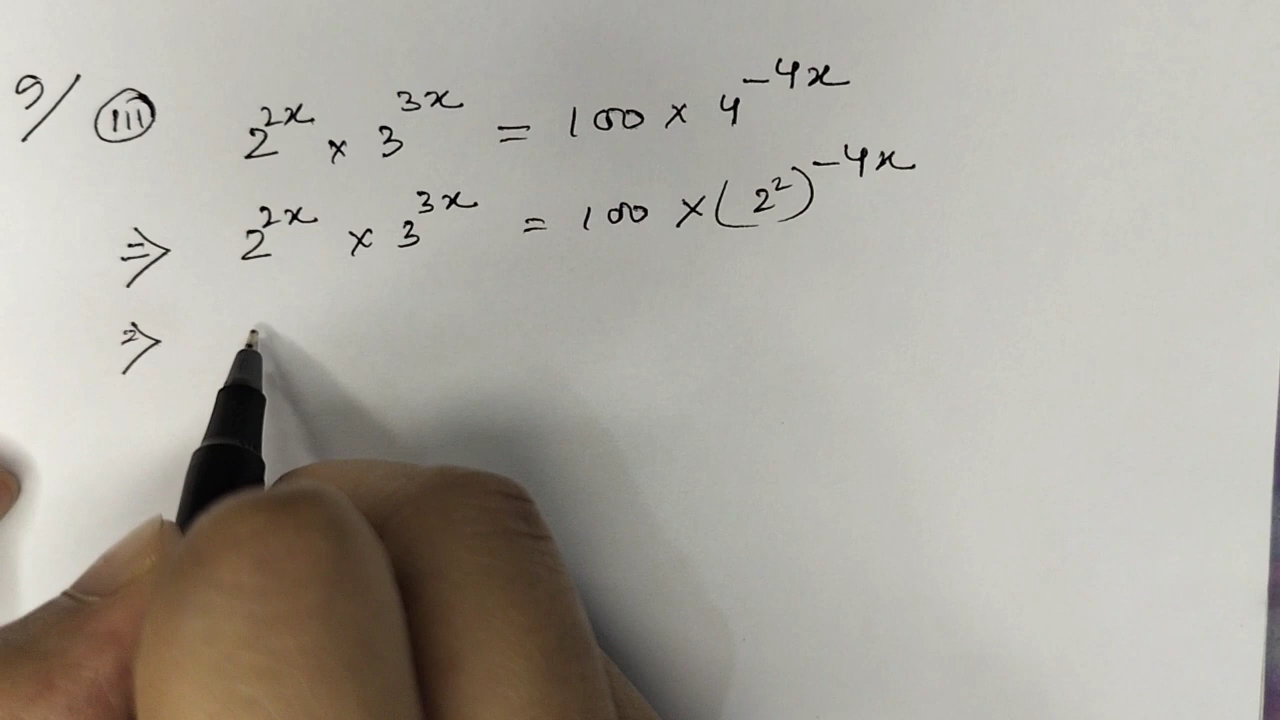 9/ (iii) 2^{2x} × 3^{3x} = 100 × 4^{-4x}
⇒ 2^{2x} × 3^{3x} = 100 × (2^2)^{-4x}
⇒